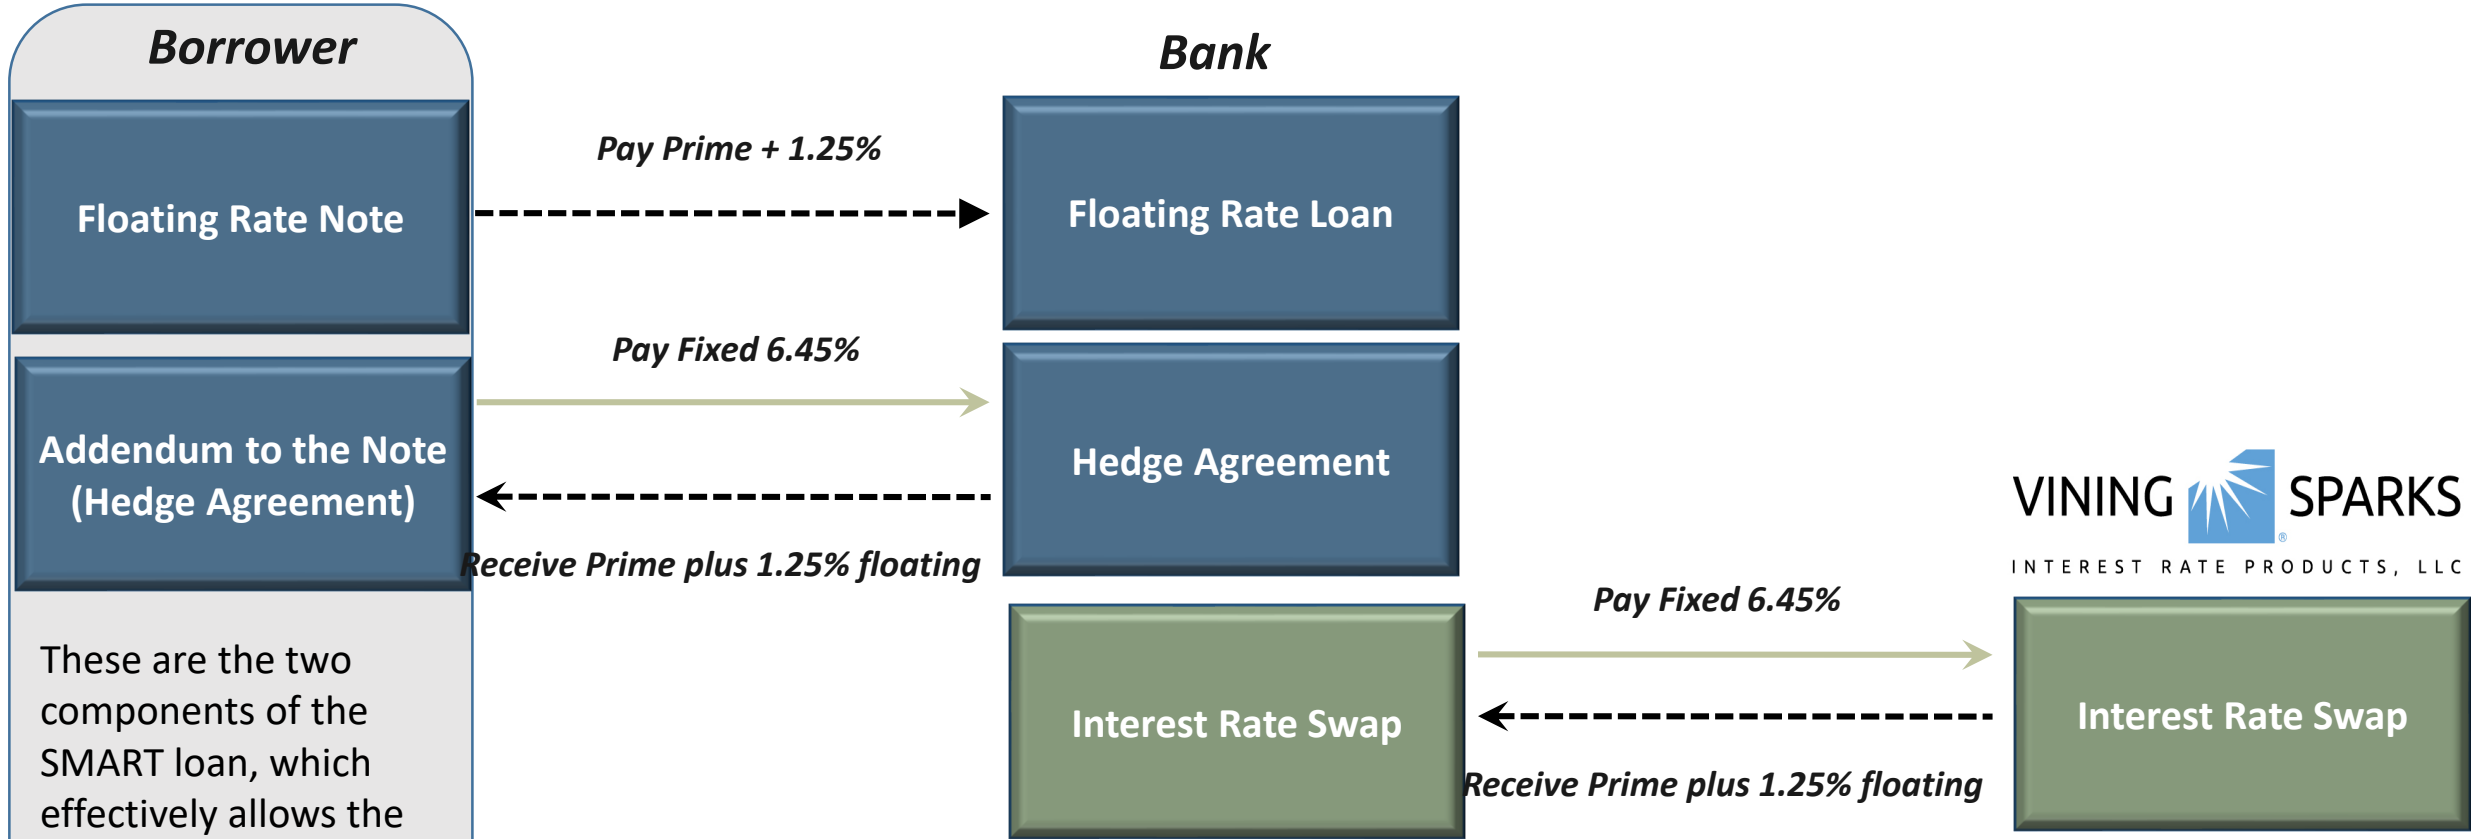 Borrower
Bank
Floating Rate Note
Pay Prime + 1.25%
Floating Rate Loan
Pay Fixed 6.45%
Addendum to the Note
(Hedge Agreement)
Hedge Agreement
Receive Prime plus 1.25% floating
VINING SPARKS
®
INTEREST RATE PRODUCTS, LLC
Pay Fixed 6.45%
Interest Rate Swap
Interest Rate Swap
Receive Prime plus 1.25% floating
These are the two
components of the
SMART loan, which
effectively allows the